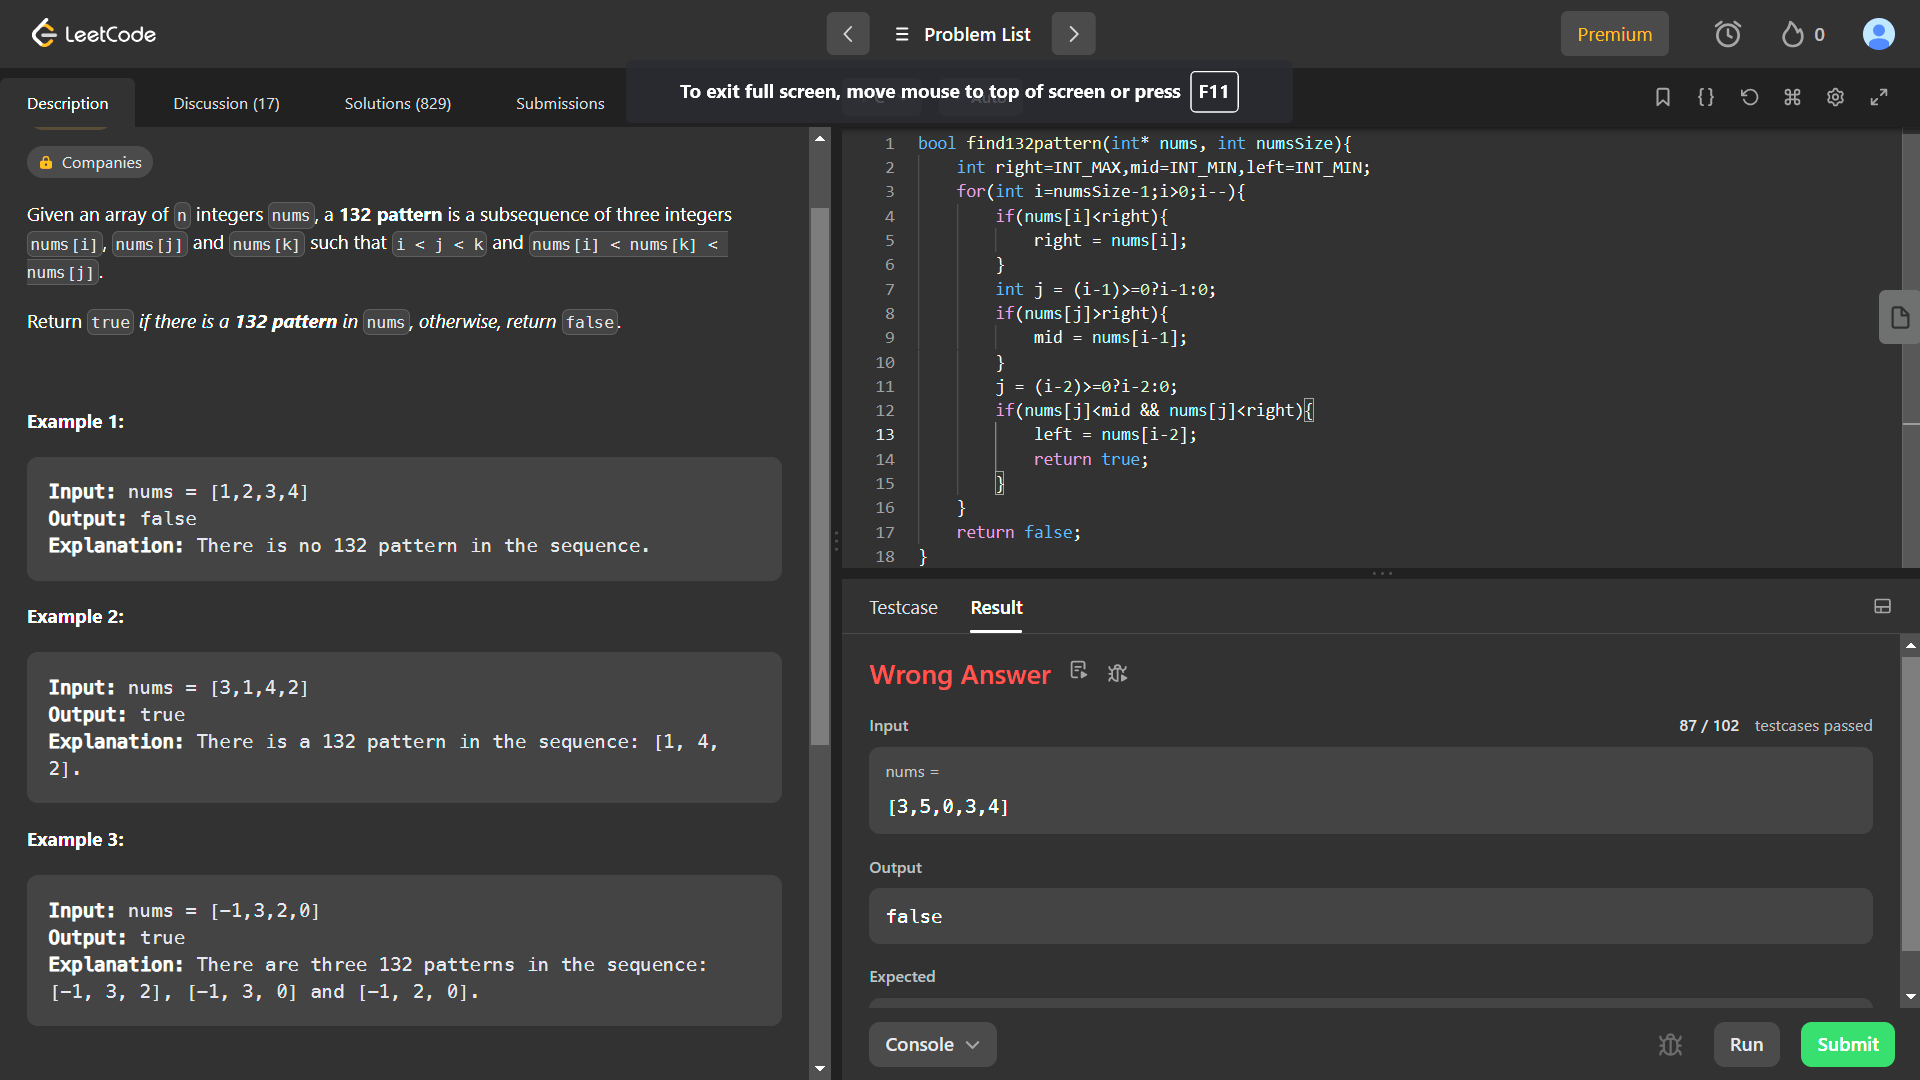 LeetCode
Problem List
Premium
0
To exit full screen, move mouse to top of screen or press F11
Description
Discussion (17)
Solutions (829)
Submissions
Companies
Given an array of n integers nums, a 132 pattern is a subsequence of three integers
nums[i], nums[j] and nums[k] such that i < j < k and nums[i] < nums[k] <
nums[j].
Return true if there is a 132 pattern in nums, otherwise, return false.
Example 1:
Input: nums = [1,2,3,4]
Output: false
Explanation: There is no 132 pattern in the sequence.
Example 2:
Input: nums = [3,1,4,2]
Output: true
Explanation: There is a 132 pattern in the sequence: [1, 4,
2].
Example 3:
Input: nums = [-1,3,2,0]
Output: true
Explanation: There are three 132 patterns in the sequence:
[-1, 3, 2], [-1, 3, 0] and [-1, 2, 0].
1 bool find132pattern(int* nums, int numsSize){
2 int right=INT_MAX,mid=INT_MIN,left=INT_MIN;
3 for(int i=numsSize-1;i>0;i--){
4 if(nums[i]<right){
5 right = nums[i];
6 }
7 int j = (i-1)>=0?i-1:0;
8 if(nums[j]>right){
9 mid = nums[i-1];
10 }
11 j = (i-2)>=0?i-2:0;
12 if(nums[j]<mid && nums[j]<right){
13 left = nums[i-2];
14 return true;
15 }
16 }
17 return false;
18 }
Testcase
Result
Wrong Answer
Input
87 / 102 testcases passed
nums =
[3,5,0,3,4]
Output
false
Expected
Console
Run
Submit